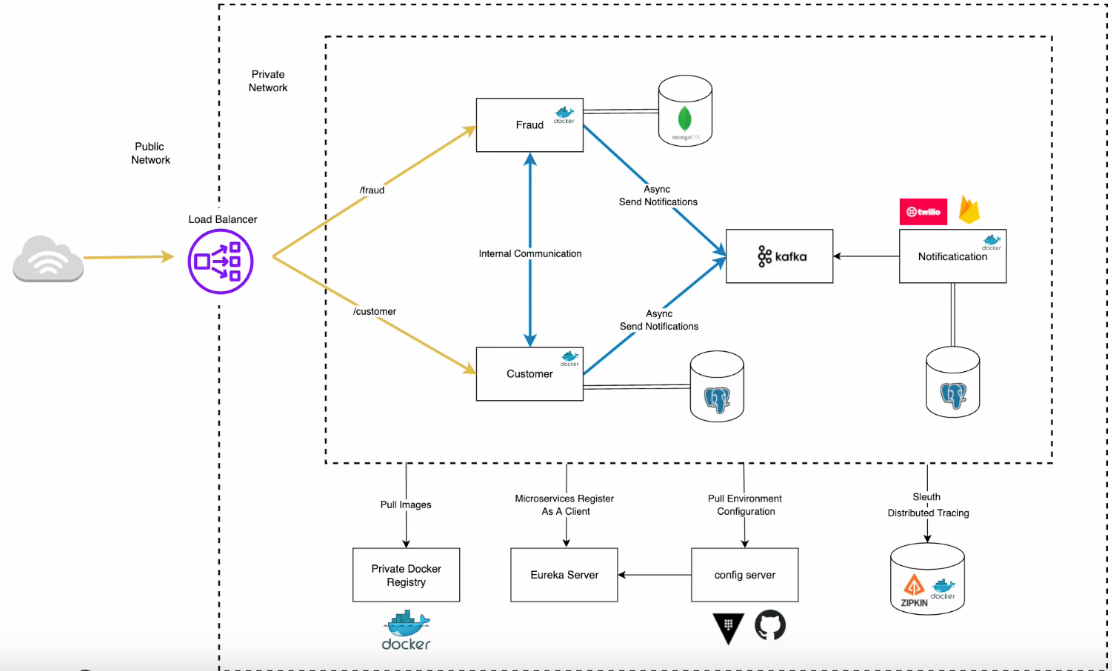 Private
Network
Public
Network
Load Balancer
/fraud
/customer
Fraud
docker
mongoDB
Internal Communication
Async
Send Notifications
Async
Send Notifications
Customer
docker
kafka
twilio
docker
Notificatication
Pull Images
Microservices Register
As A Client
Pull Environment
Configuration
Sleuth
Distributed Tracing
Private Docker
Registry
docker
Eureka Server
config server
ZIPKIN
docker